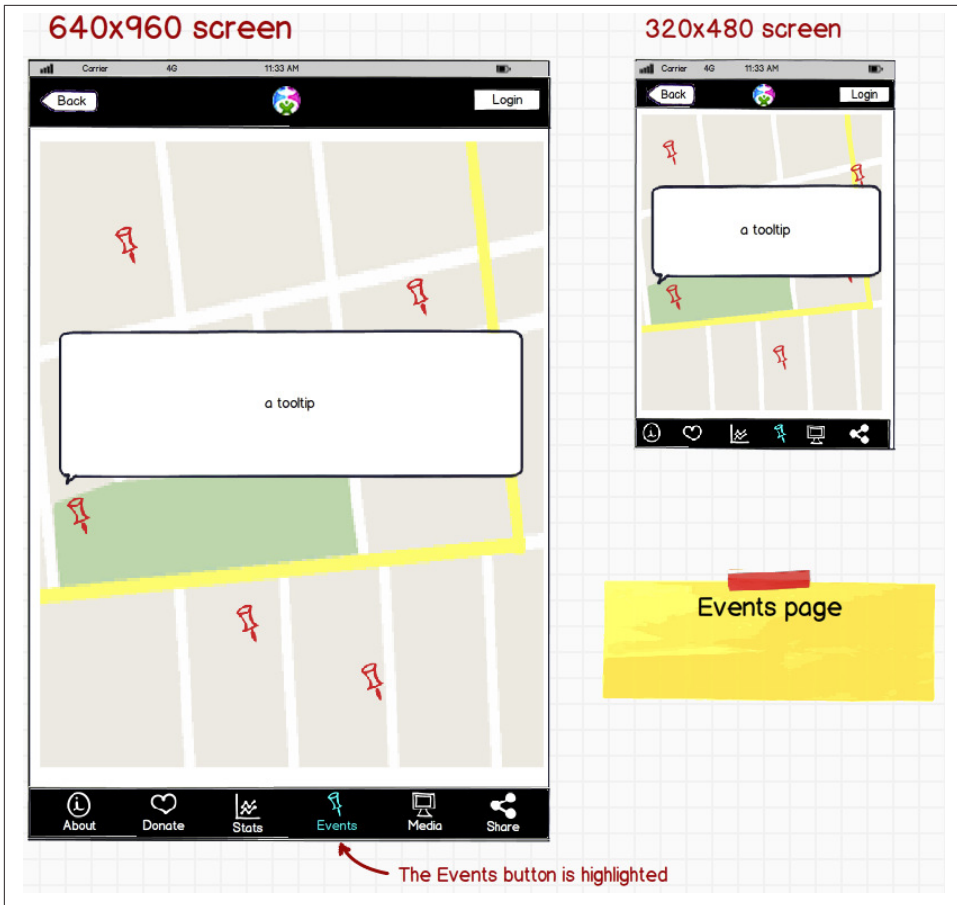 640x960 screen
320x480 screen
Carrier 4G 11:33 AM
Back Login
a tooltip
About Donate Stats Events Media Share
The Events button is highlighted
Carrier 4G 11:33 AM
Back Login
a tooltip
Events page